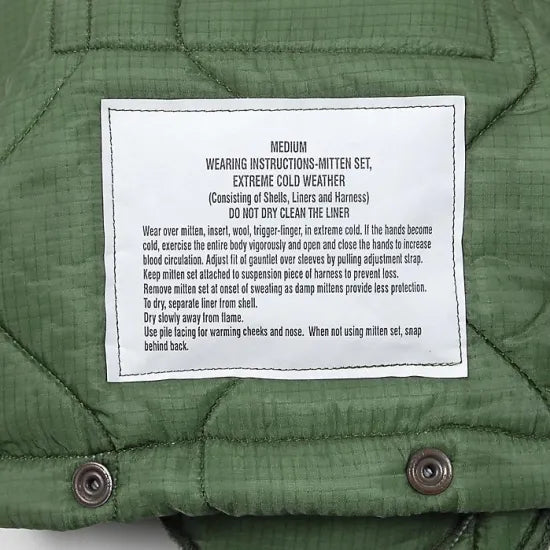 MEDIUM
WEARING INSTRUCTIONS-MITTEN SET,
EXTREME COLD WEATHER
(Consisting of Shells, Liners and Harness)
DO NOT DRY CLEAN THE LINER
Wear over mitten, insert, wool, trigger-finger, in extreme cold. If the hands become
cold, exercise the entire body vigorously and open and close the hands to increase
blood circulation. Adjust fit of gauntlet over sleeves by pulling adjustment strap.
Keep mitten set attached to suspension piece of harness to prevent loss.
Remove mitten set at onset of sweating as damp mittens provide less protection.
To dry, separate liner from shell.
Dry slowly away from flame.
Use pile facing for warming cheeks and nose. When not using mitten set, snap
behind back.